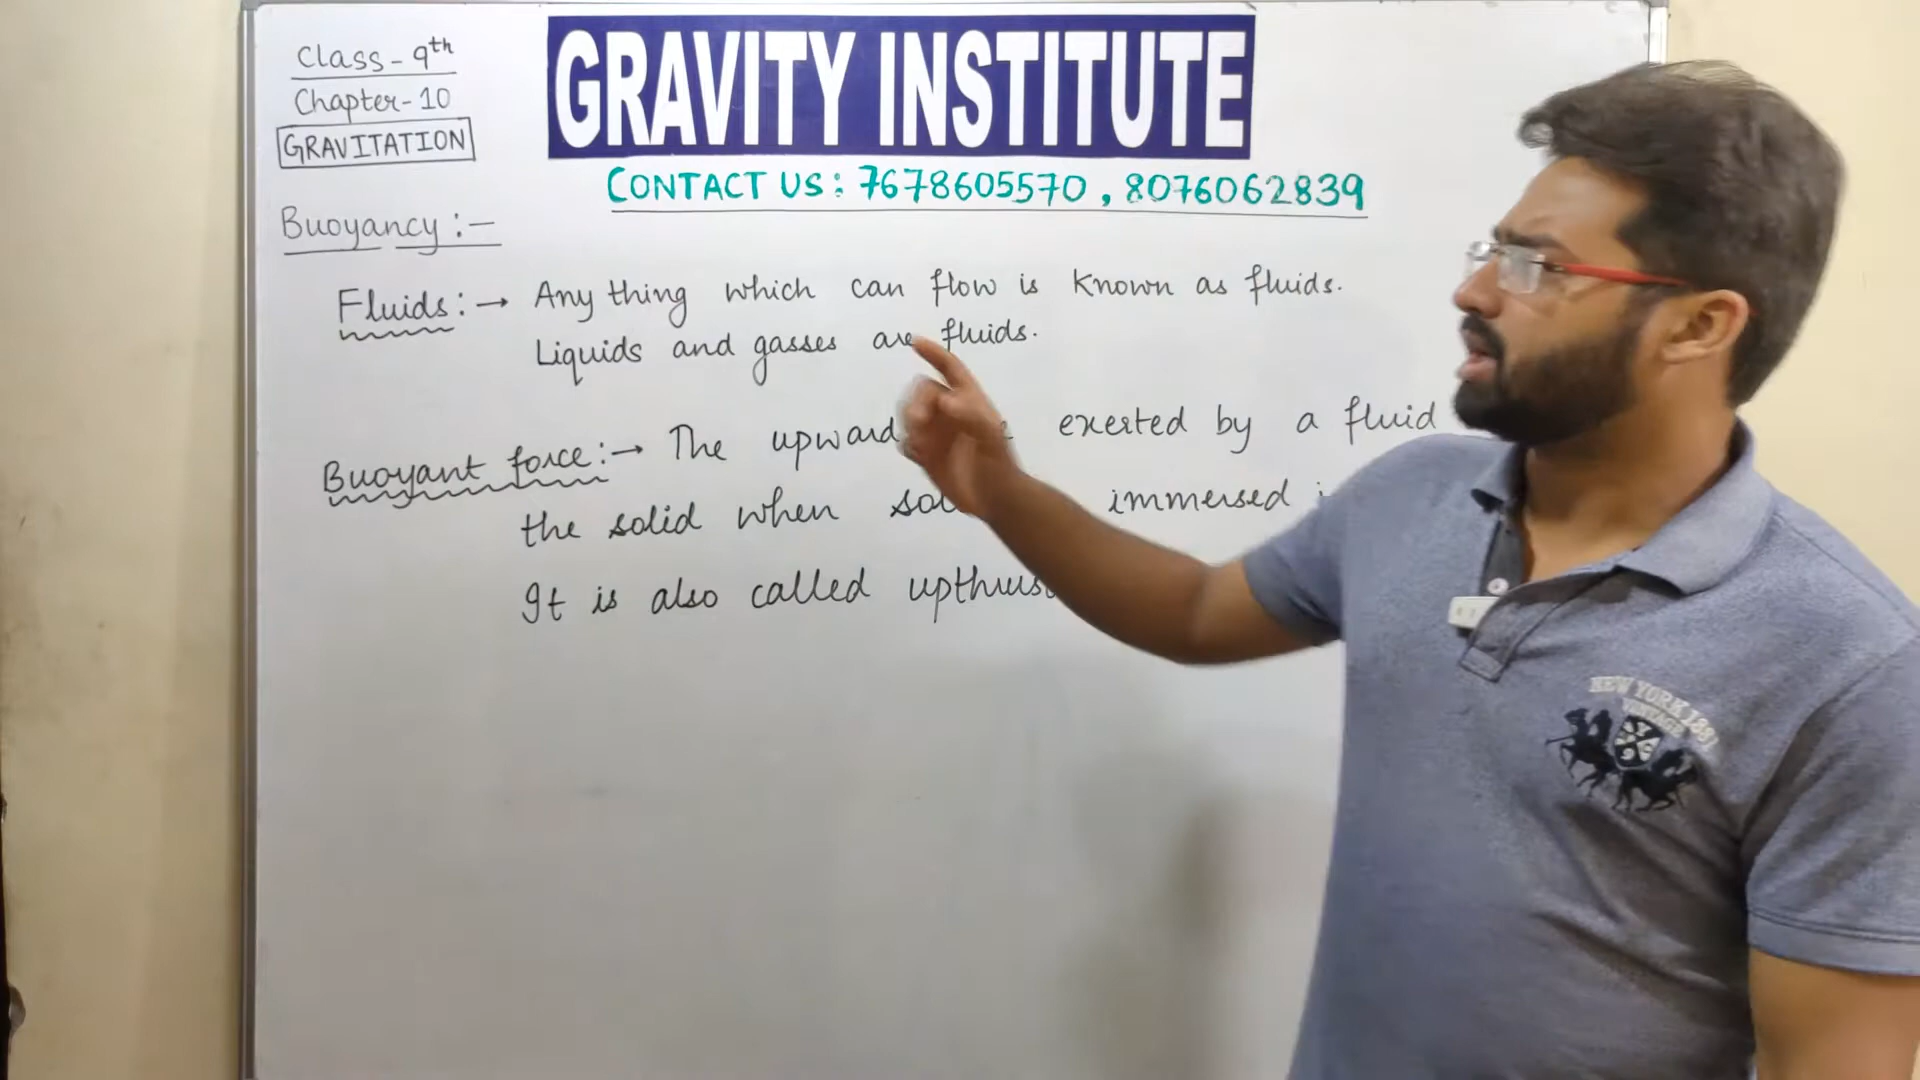 Class - 9th
Chapter - 10
GRAVITATION
GRAVITY INSTITUTE
CONTACT US : 7678605570 , 8076062839
Buoyancy :-
Fluids :→ Any thing which can flow is known as fluids.
Liquids and gasses are fluids.
Buoyant force :→ The upward exerted by a fluid
the solid when immersed
It is also called upthrust
NEW YORK 1881
VINTAGE